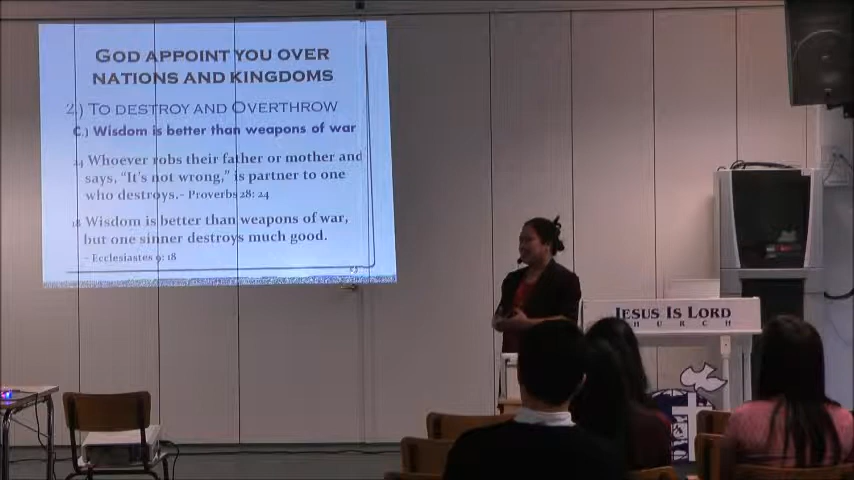 GOD APPOINT YOU OVER
NATIONS AND KINGDOMS
2.) TO DESTROY AND OVERTHROW
C.) Wisdom is better than weapons of war
24 Whoever robs their father or mother and
says, "It's not wrong," is partner to one
who destroys.- Proverbs 28: 24
18 Wisdom is better than weapons of war,
but one sinner destroys much good.
- Ecclesiastes 9: 18
JESUS IS LORD
CHURCH